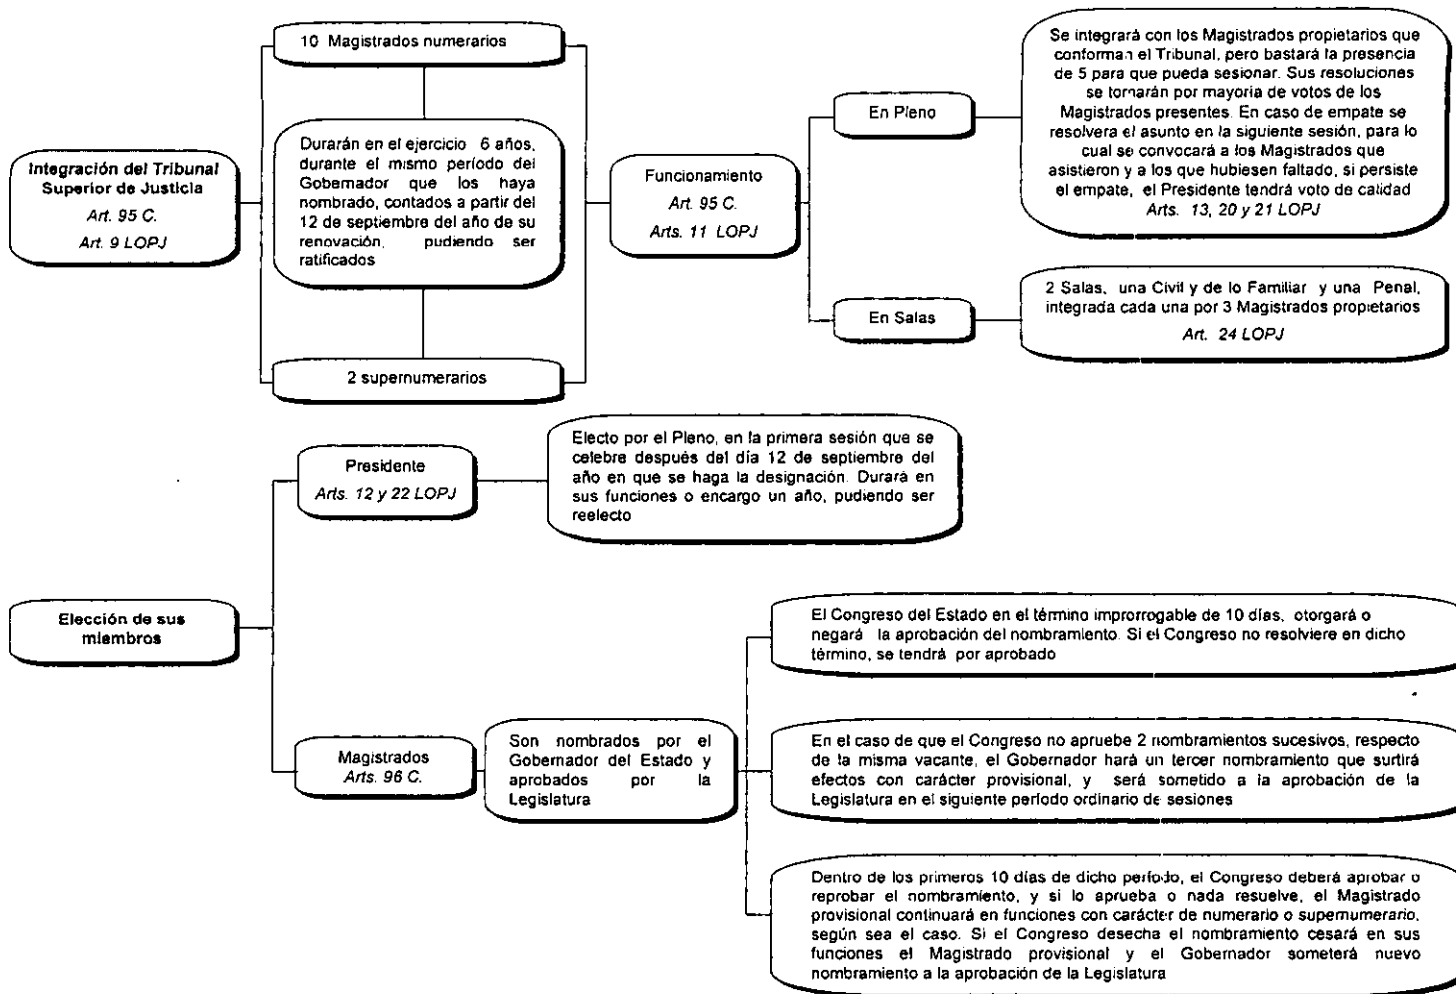 Integración del Tribunal
Superior de Justicia
Art. 95 C.
Art. 9 LOPJ
10 Magistrados numerarios
Durarán en el ejercicio 6 años,
durante el mismo período del
Gobernador que los haya
nombrado, contados a partir del
12 de septiembre del año de su
renovación, pudiendo ser
ratificados
2 supernumerarios
Funcionamiento
Art. 95 C.
Arts. 11 LOPJ
En Pleno
Se integrará con los Magistrados propietarios que
conforman el Tribunal, pero bastará la presencia
de 5 para que pueda sesionar. Sus resoluciones
se tomarán por mayoría de votos de los
Magistrados presentes. En caso de empate se
resolvera el asunto en la siguiente sesión, para lo
cual se convocará a los Magistrados que
asistieron y a los que hubiesen faltado, si persiste
el empate, el Presidente tendrá voto de calidad
Arts. 13, 20 y 21 LOPJ
En Salas
2 Salas, una Civil y de lo Familiar y una Penal,
integrada cada una por 3 Magistrados propietarios
Art. 24 LOPJ
Elección de sus
miembros
Presidente
Arts. 12 y 22 LOPJ
Electo por el Pleno, en la primera sesión que se
celebre después del día 12 de septiembre del
año en que se haga la designación. Durará en
sus funciones o encargo un año, pudiendo ser
reelecto
Magistrados
Arts. 96 C.
Son nombrados por el
Gobernador del Estado y
aprobados por la
Legislatura
El Congreso del Estado en el término improrrogable de 10 días, otorgará o
negará la aprobación del nombramiento. Si el Congreso no resolviere en dicho
término, se tendrá por aprobado
En el caso de que el Congreso no apruebe 2 nombramientos sucesivos, respecto
de la misma vacante, el Gobernador hará un tercer nombramiento que surtirá
efectos con carácter provisional, y será sometido a la aprobación de la
Legislatura en el siguiente período ordinario de sesiones
Dentro de los primeros 10 días de dicho período, el Congreso deberá aprobar o
reprobar el nombramiento, y si lo aprueba o nada resuelve, el Magistrado
provisional continuará en funciones con carácter de numerario o supernumerario,
según sea el caso. Si el Congreso desecha el nombramiento cesará en sus
funciones el Magistrado provisional y el Gobernador someterá nuevo
nombramiento a la aprobación de la Legislatura